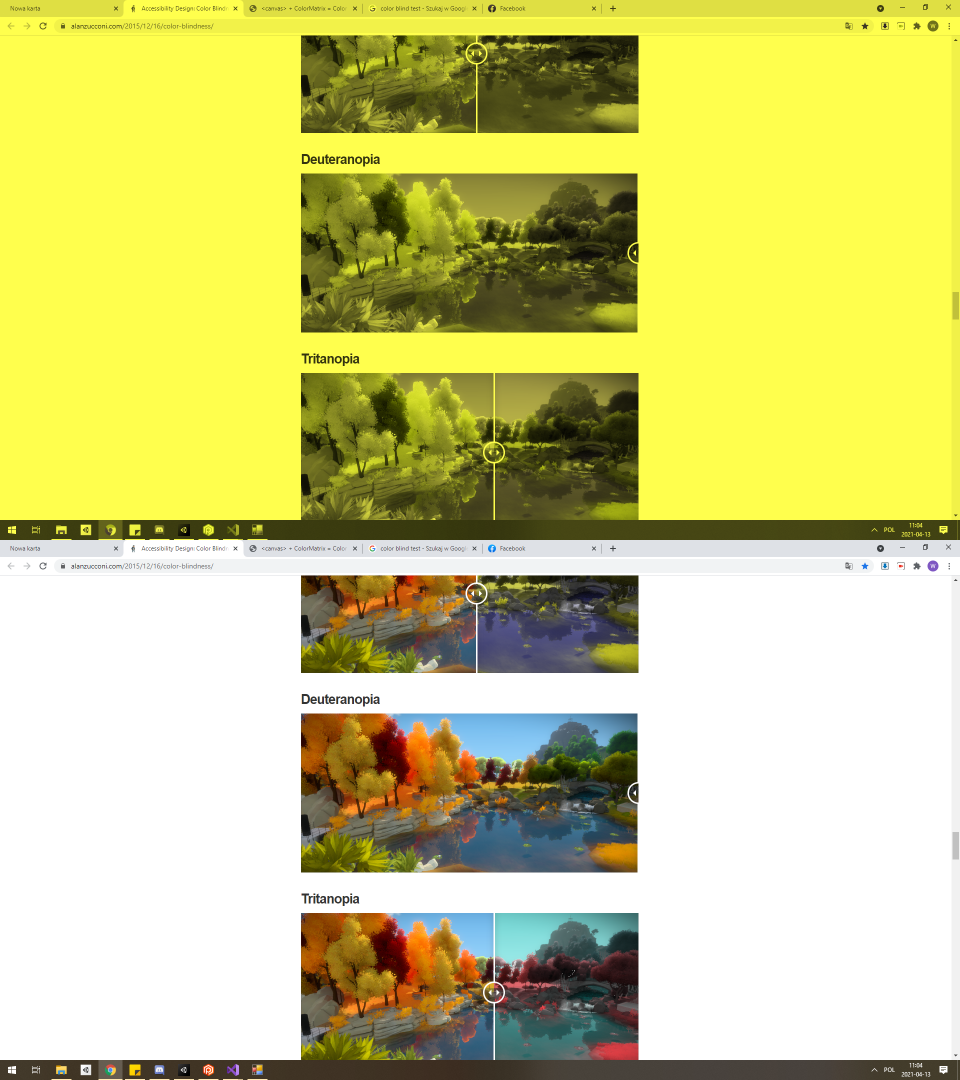 Nowa karta
Accessibility Design: Color Blindn
<canvas> + ColorMatrix = Color
color blind test - Szukaj w Googl
Facebook
alanzucconi.com/2015/12/16/color-blindness/
W
Deuteranopia
Tritanopia
POL
11:04
2021-04-13
Nowa karta
Accessibility Design: Color Blindn
<canvas> + ColorMatrix = Color
color blind test - Szukaj w Googl
Facebook
alanzucconi.com/2015/12/16/color-blindness/
W
Deuteranopia
Tritanopia
POL
11:04
2021-04-13